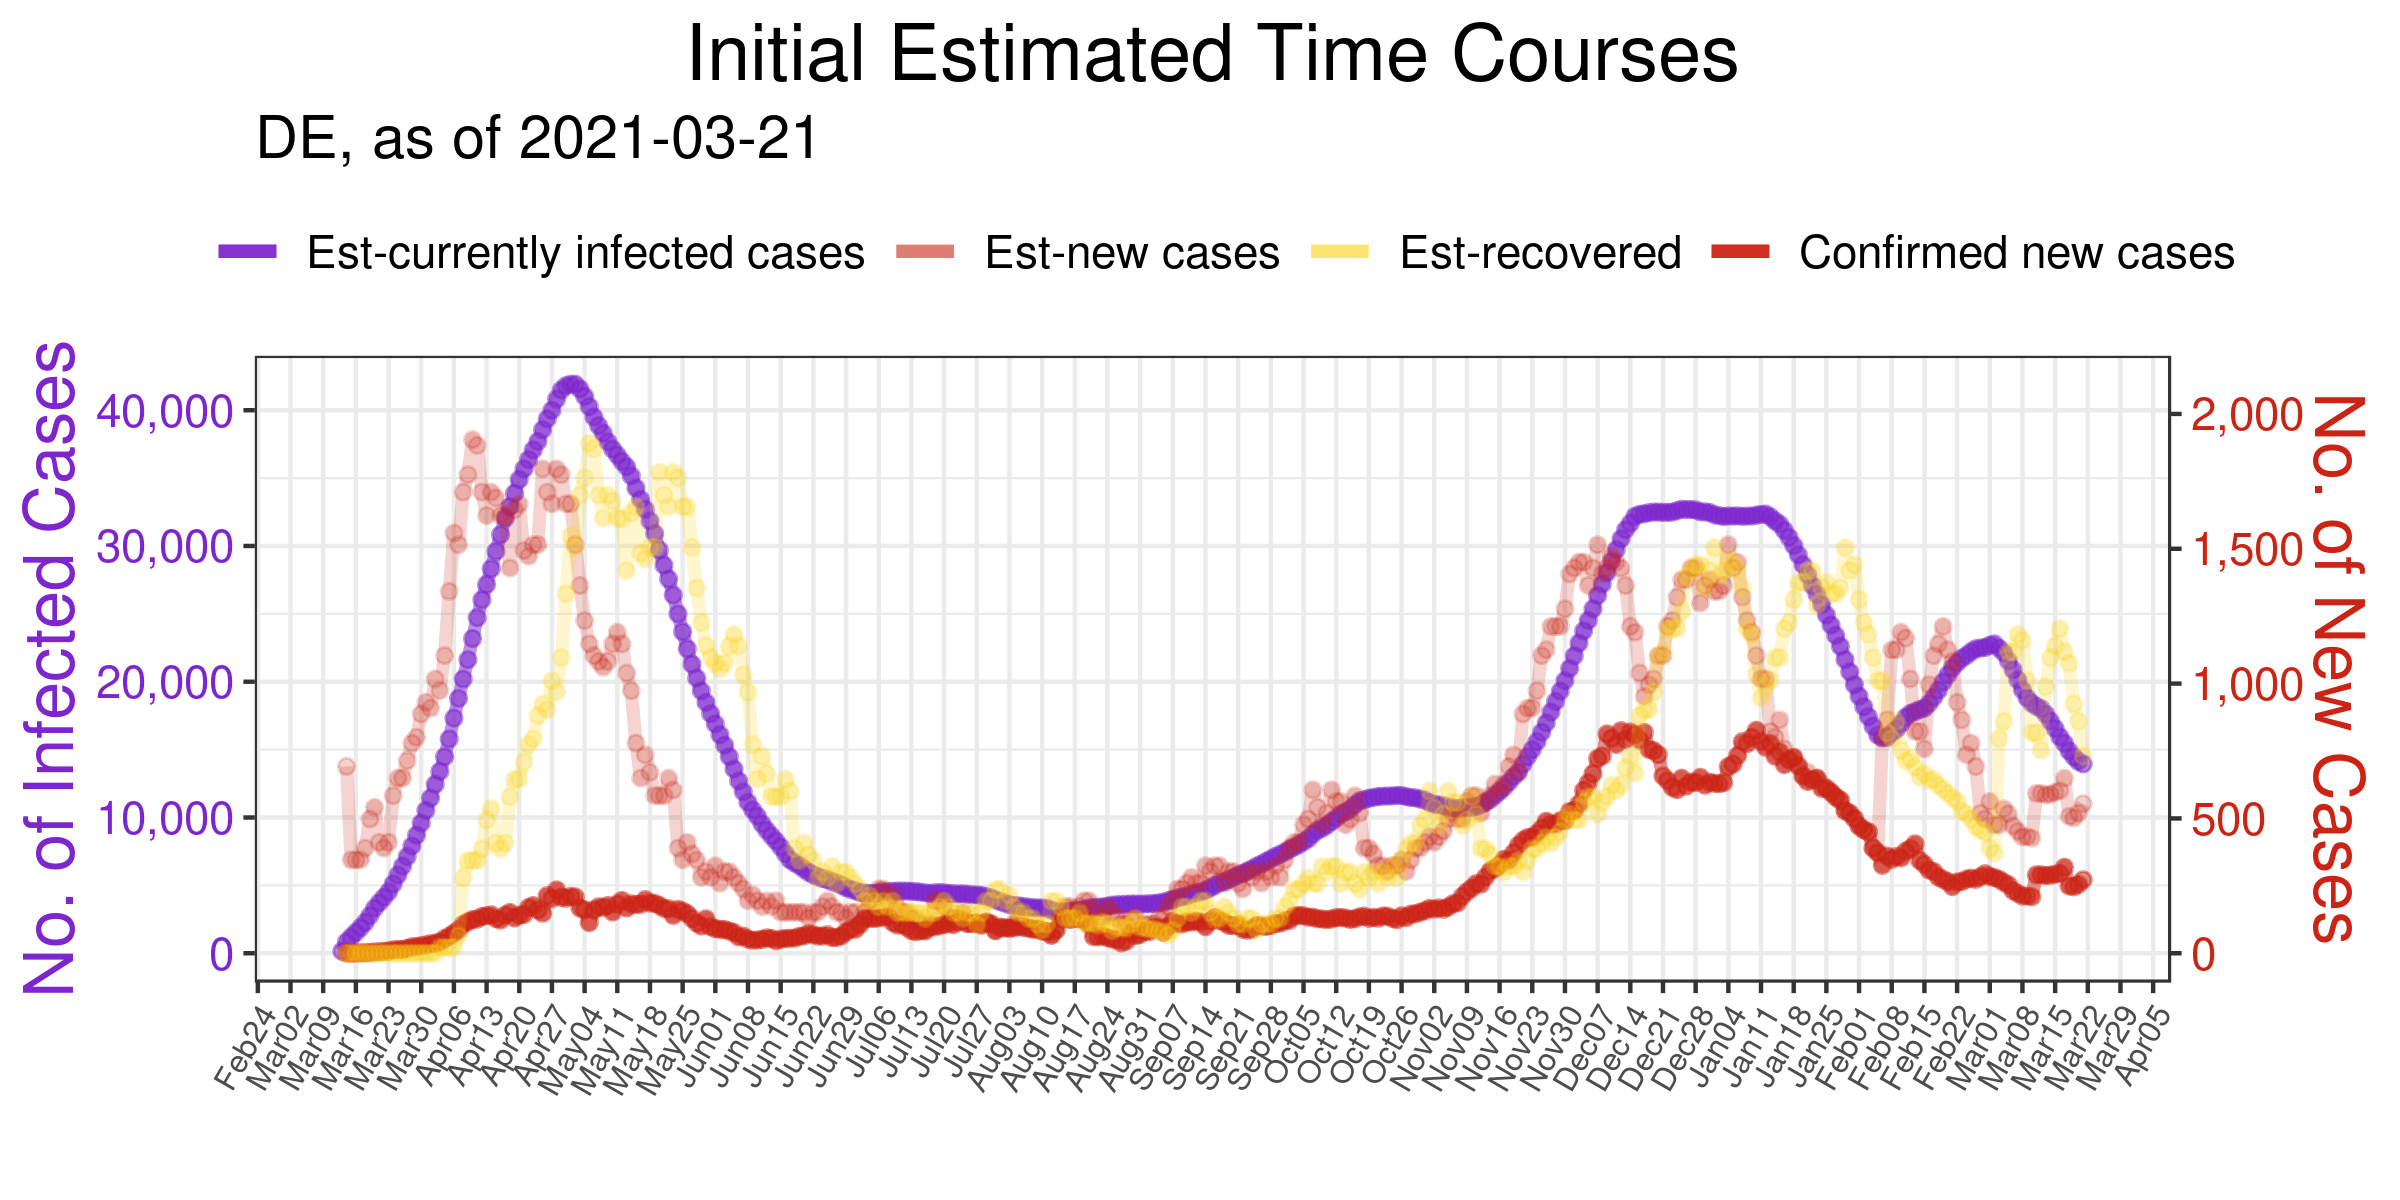 Initial Estimated Time Courses
DE, as of 2021-03-21
Est-currently infected cases Est-new cases Est-recovered Confirmed new cases
No. of Infected Cases
40,000
30,000
20,000
10,000
0
2,000
1,500
1,000
500
0
No. of New Cases
Feb24 Mar02 Mar09 Mar16 Mar23 Mar30 Apr06 Apr13 Apr20 Apr27 May04 May11 May18 May25 Jun01 Jun08 Jun15 Jun22 Jun29 Jul06 Jul13 Jul20 Jul27 Aug03 Aug10 Aug17 Aug24 Aug31 Sep07 Sep14 Sep21 Sep28 Oct05 Oct12 Oct19 Oct26 Nov02 Nov09 Nov16 Nov23 Nov30 Dec07 Dec14 Dec21 Dec28 Jan04 Jan11 Jan18 Jan25 Feb01 Feb08 Feb15 Feb22 Mar01 Mar08 Mar15 Mar22 Mar29 Apr05